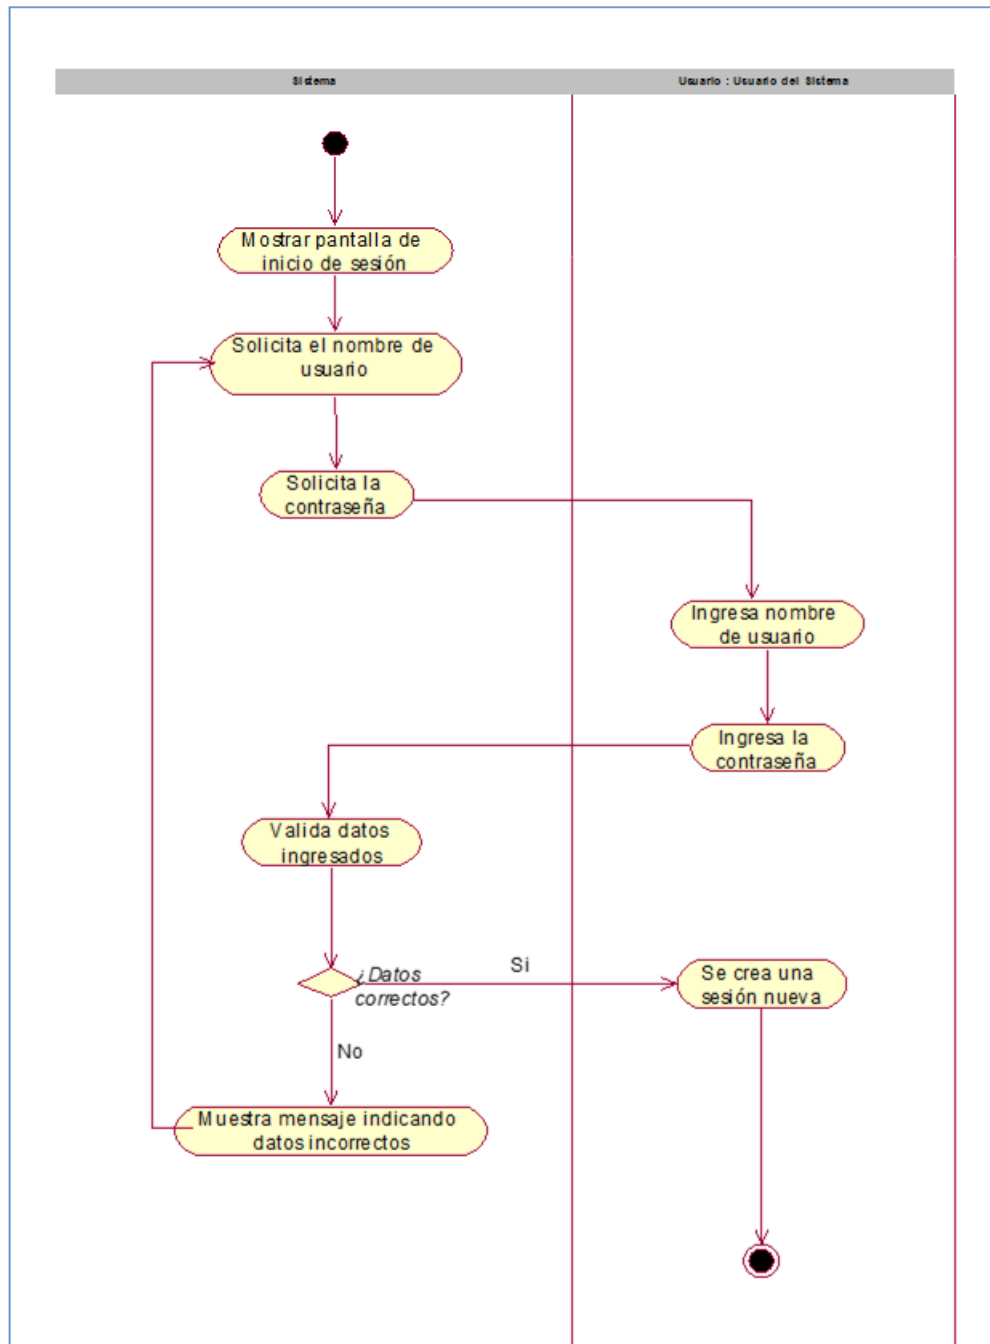 Sistema
Usuario : Usuario del Sistema
Mostrar pantalla de
inicio de sesión
Solicita el nombre de
usuario
Solicita la
contraseña
Ingresa nombre
de usuario
Ingresa la
contraseña
Valida datos
ingresados
¿Datos
correctos?
Si
Se crea una
sesión nueva
No
Muestra mensaje indicando
datos incorrectos